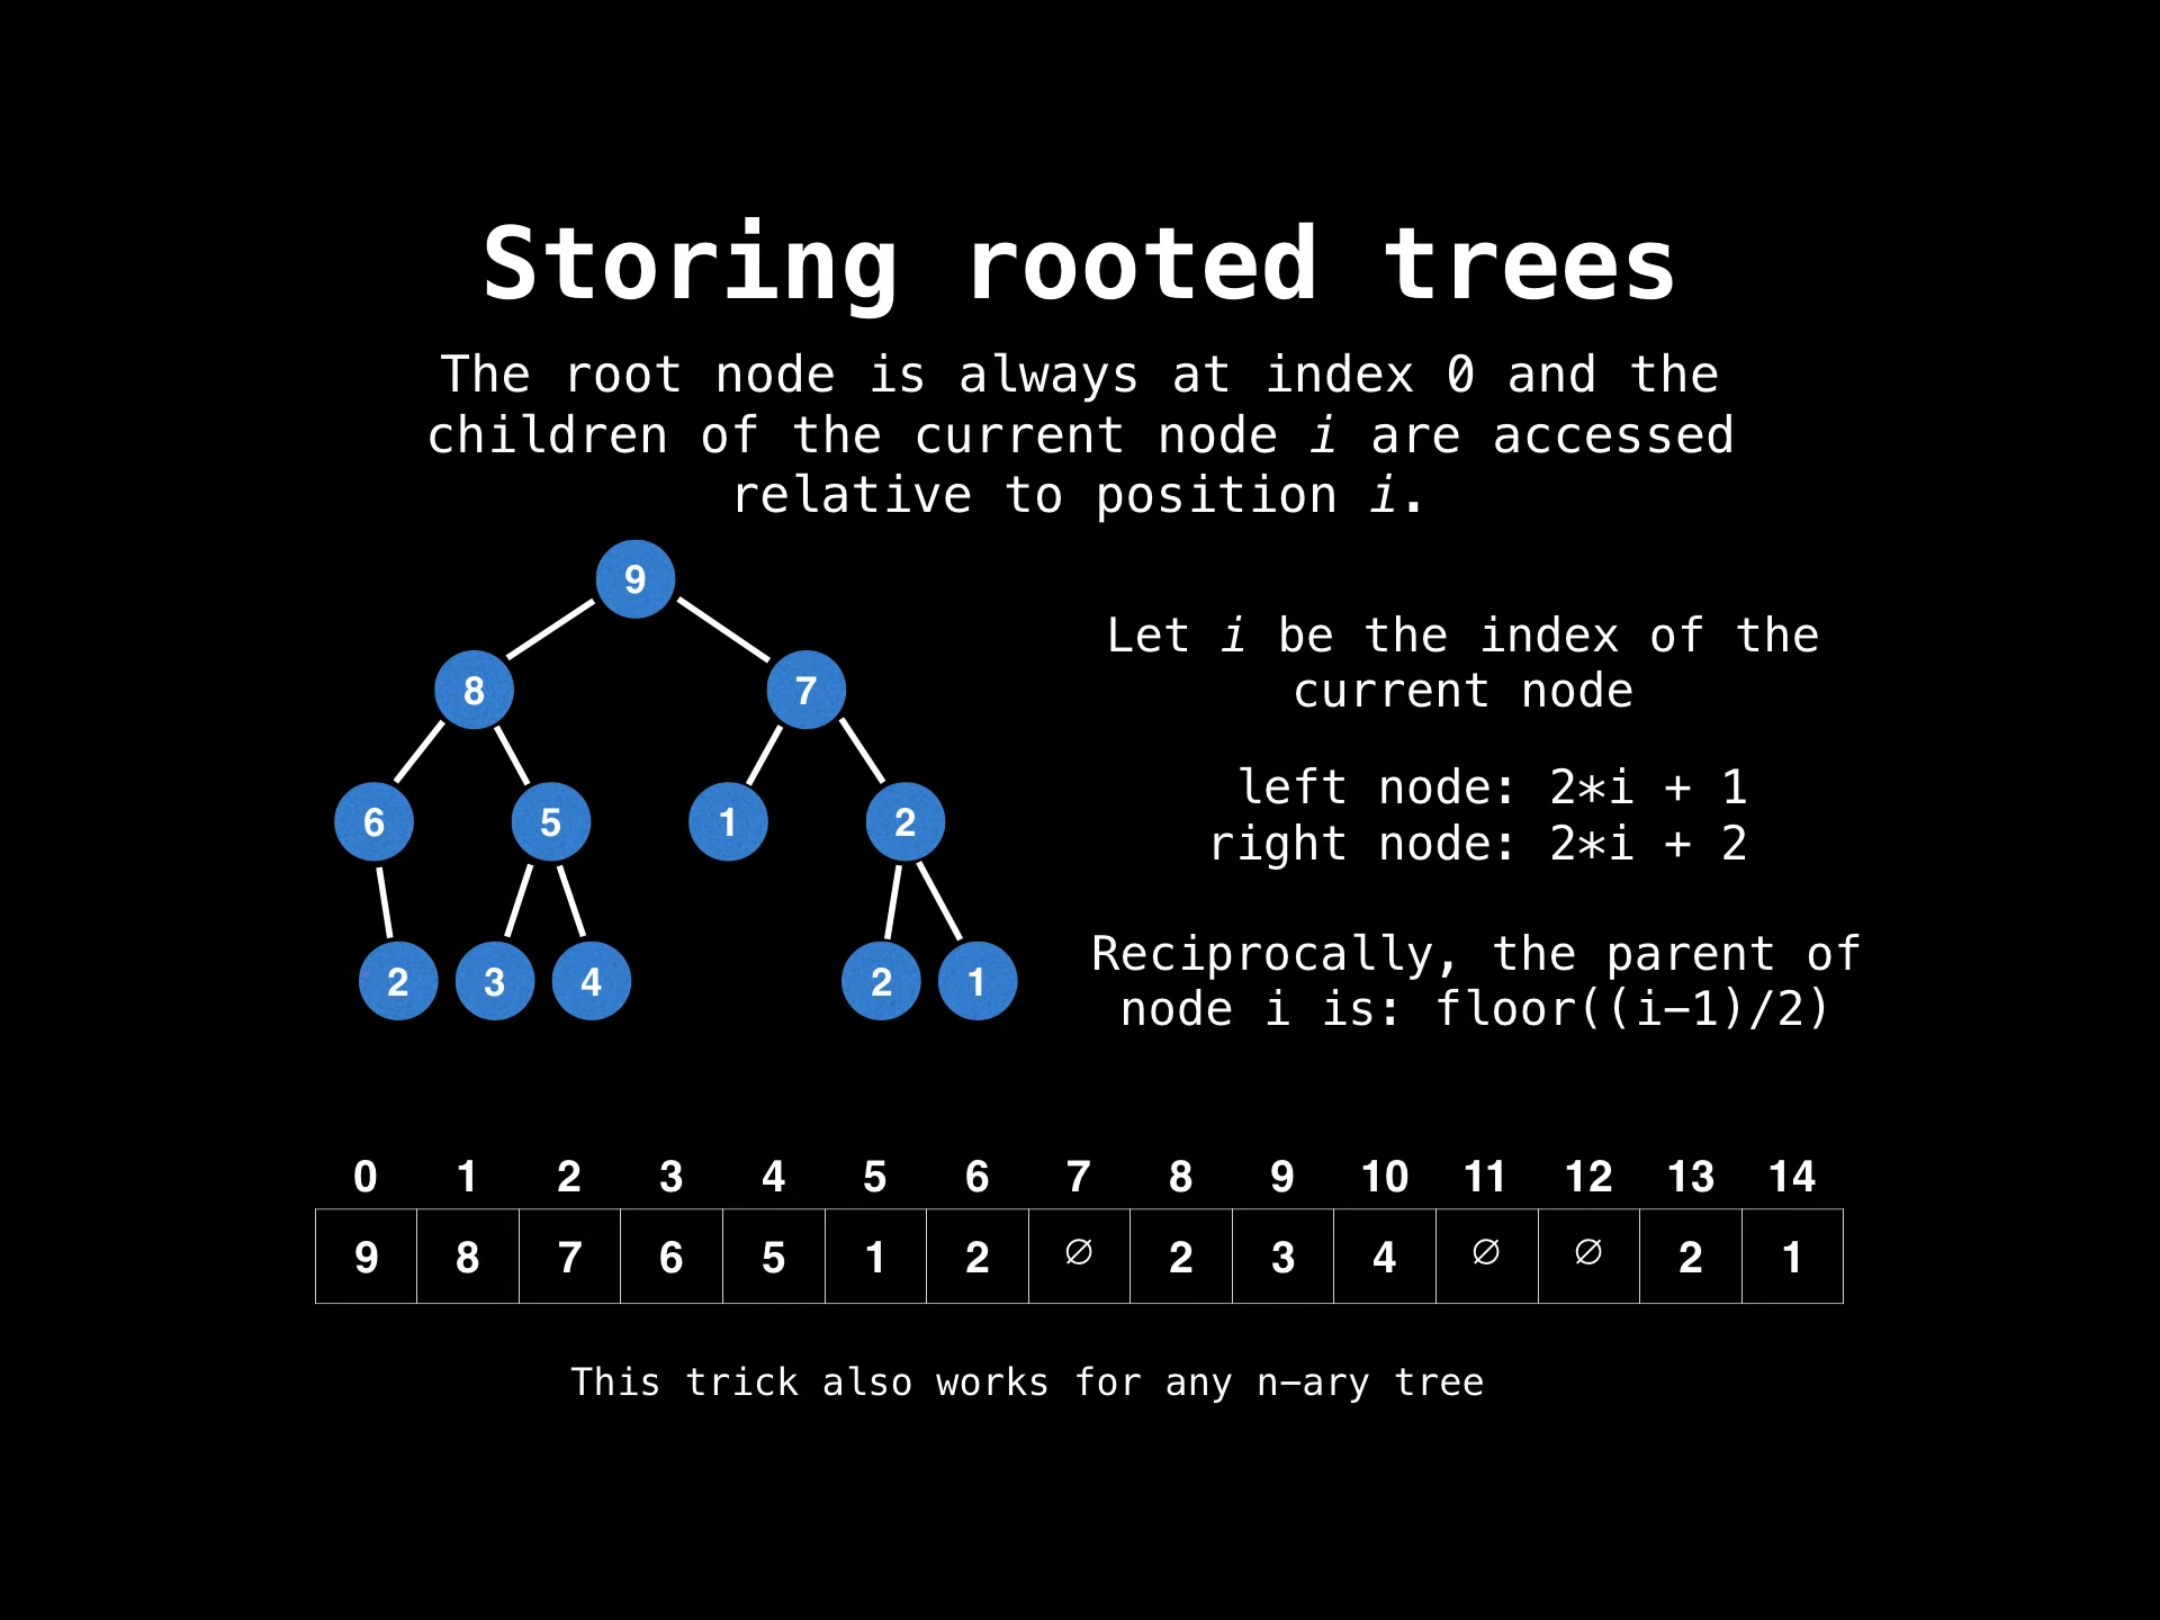 Storing rooted trees
The root node is always at index 0 and the
children of the current node i are accessed
relative to position i.
9
8 7
6 5 1 2
2 3 4 2 1
Let i be the index of the
current node
left node: 2*i + 1
right node: 2*i + 2
Reciprocally, the parent of
node i is: floor((i-1)/2)
0 1 2 3 4 5 6 7 8 9 10 11 12 13 14
9 8 7 6 5 1 2 ∅ 2 3 4 ∅ ∅ 2 1
This trick also works for any n-ary tree